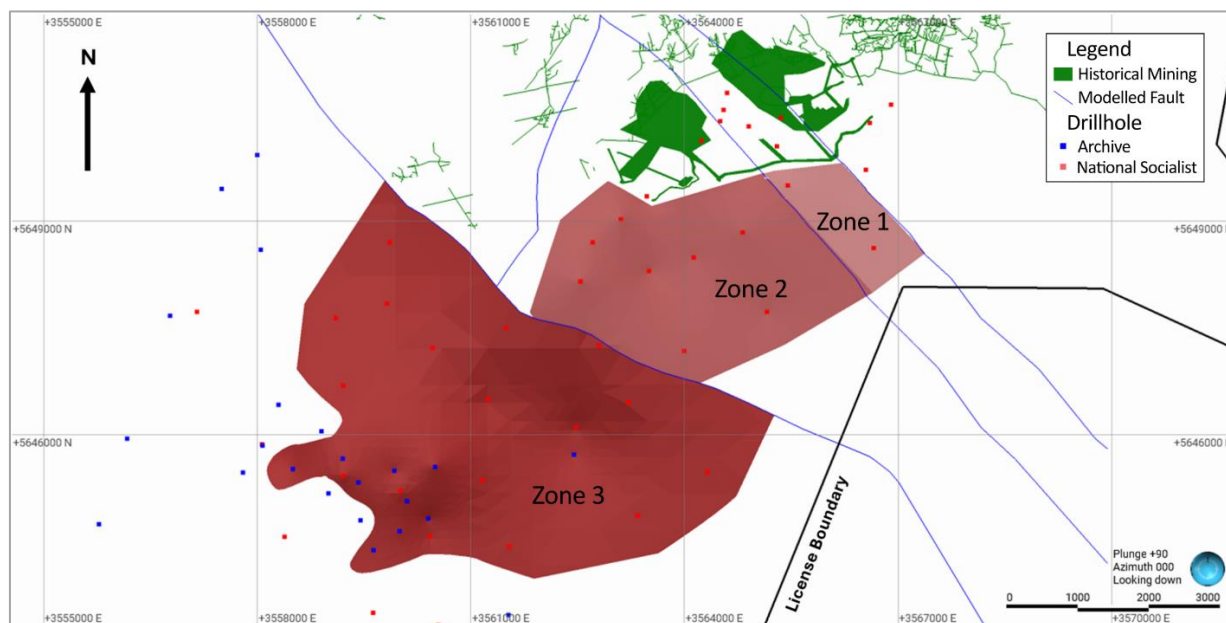 +3555000 E
+3558000 E
+3561000 E
+3564000 E
+3567000 E
N
Legend
Historical Mining
Modelled Fault
Drillhole
Archive
National Socialist
Zone 1
+5649000 N
+5649000 N
Zone 2
+5646000 N
+5646000 N
Zone 3
License Boundary
Plunge +90
Azimuth 000
Looking down
0 1000 2000 3000
+3555000 E
+3558000 E
+3561000 E
+3564000 E
+3567000 E
+3570000 E